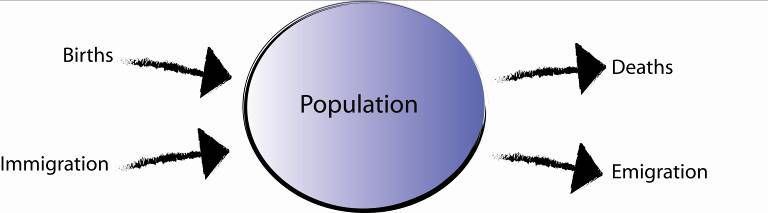 Births
Deaths
Population
Immigration
Emigration